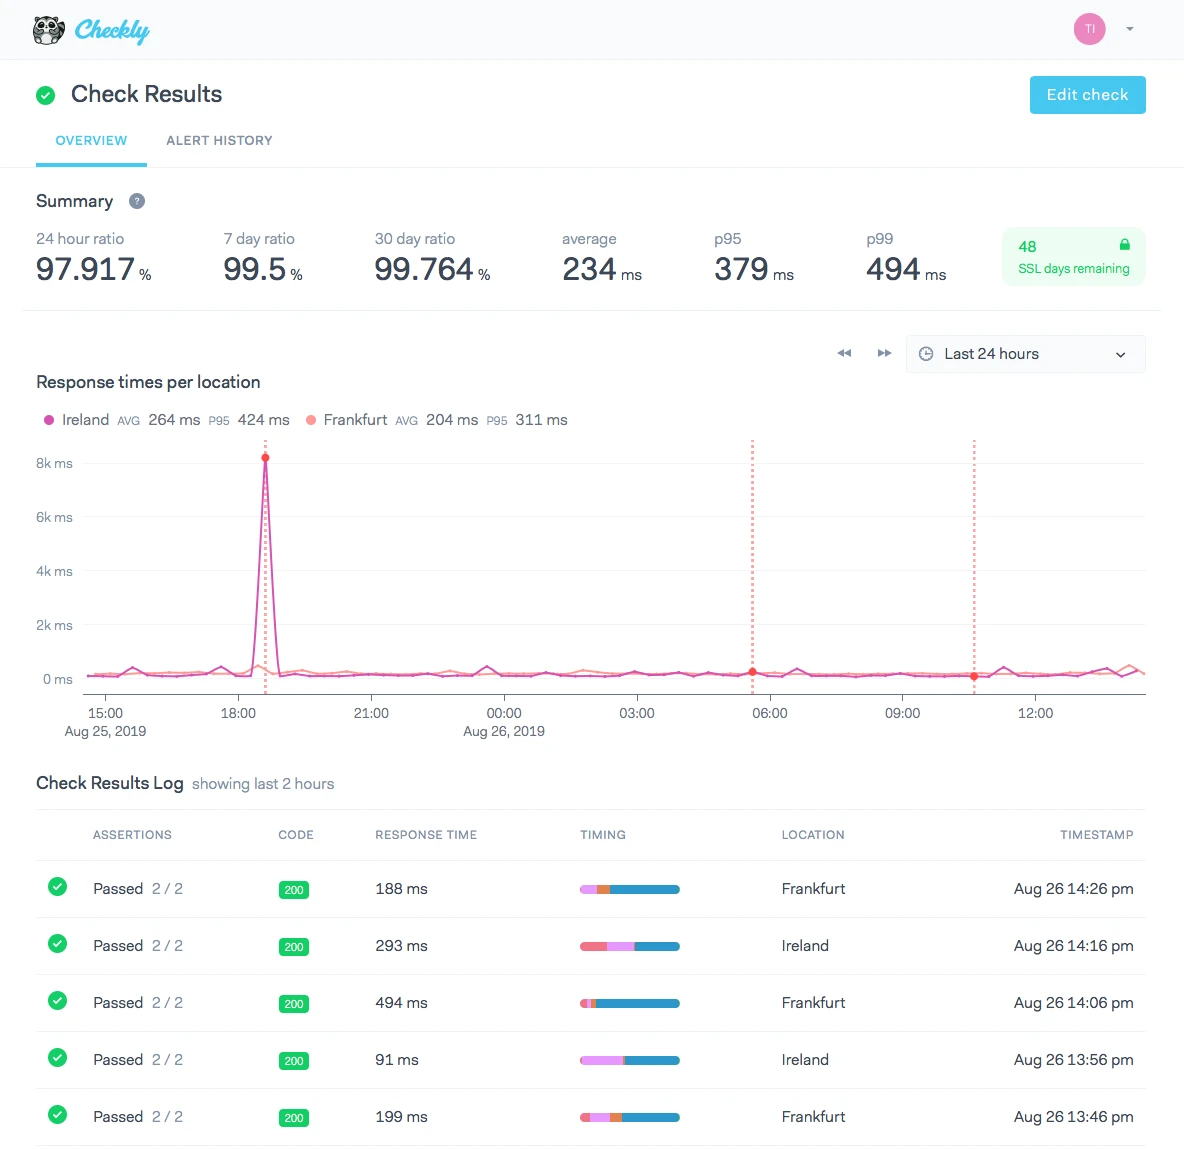 Checkly
TI
Check Results
Edit check
OVERVIEW ALERT HISTORY
Summary ?
24 hour ratio 7 day ratio 30 day ratio average p95 p99
97.917 % 99.5 % 99.764 % 234 ms 379 ms 494 ms
48
SSL days remaining
Last 24 hours
Response times per location
Ireland AVG 264 ms P95 424 ms Frankfurt AVG 204 ms P95 311 ms
8k ms
6k ms
4k ms
2k ms
0 ms
15:00 18:00 21:00 00:00 03:00 06:00 09:00 12:00
Aug 25, 2019 Aug 26, 2019
Check Results Log showing last 2 hours
ASSERTIONS CODE RESPONSE TIME TIMING LOCATION TIMESTAMP
Passed 2 / 2 200 188 ms Frankfurt Aug 26 14:26 pm
Passed 2 / 2 200 293 ms Ireland Aug 26 14:16 pm
Passed 2 / 2 200 494 ms Frankfurt Aug 26 14:06 pm
Passed 2 / 2 200 91 ms Ireland Aug 26 13:56 pm
Passed 2 / 2 200 199 ms Frankfurt Aug 26 13:46 pm